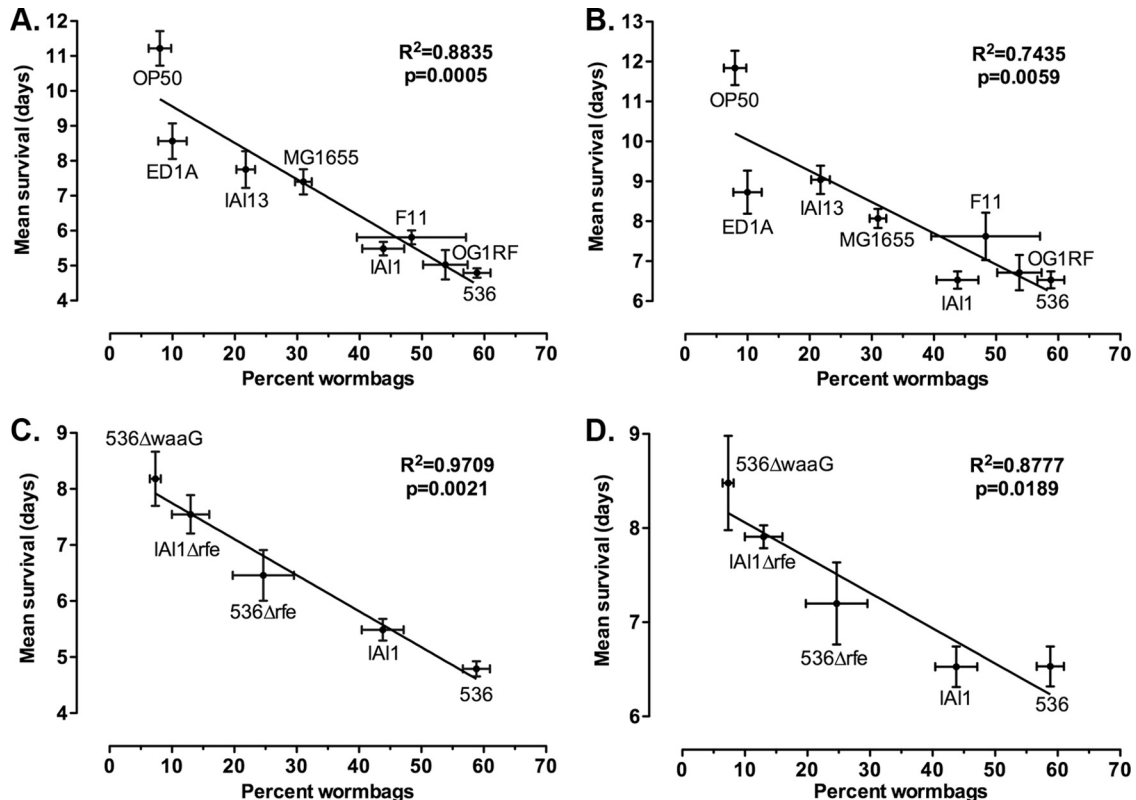 A.
12
11
10
9
8
7
6
5
4
Mean survival (days)
R²=0.8835
p=0.0005
OP50
ED1A
IAI13
MG1655
F11
IAI1
OG1RF
536
0 10 20 30 40 50 60 70
Percent wormbags
B.
13
12
11
10
9
8
7
6
Mean survival (days)
R²=0.7435
p=0.0059
OP50
ED1A
IAI13
MG1655
F11
IAI1
OG1RF
536
0 10 20 30 40 50 60 70
Percent wormbags
C.
9
8
7
6
5
4
Mean survival (days)
R²=0.9709
p=0.0021
536ΔwaaG
IAI1Δrfe
536Δrfe
IAI1
536
0 10 20 30 40 50 60 70
Percent wormbags
D.
9
8
7
6
Mean survival (days)
R²=0.8777
p=0.0189
536ΔwaaG
IAI1Δrfe
536Δrfe
IAI1
536
0 10 20 30 40 50 60 70
Percent wormbags